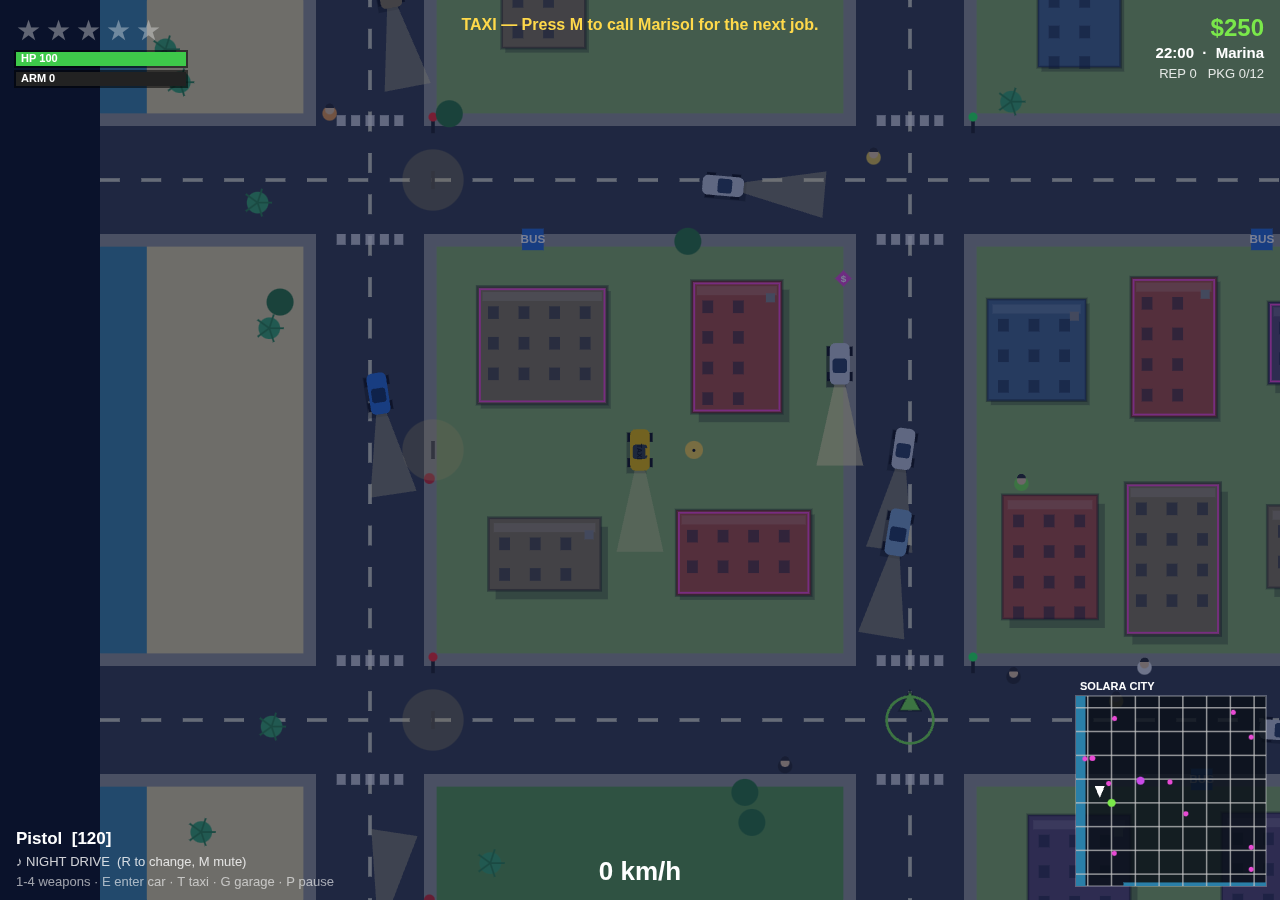 ★★★★★
TAXI — Press M to call Marisol for the next job.
$250
HP 100
22:00 · Marina
ARM 0
REP 0 PKG 0/12
BUS
BUS
$
SOLARA CITY
Pistol [120]
♪ NIGHT DRIVE (R to change, M mute)
1-4 weapons · E enter car · T taxi · G garage · P pause
0 km/h